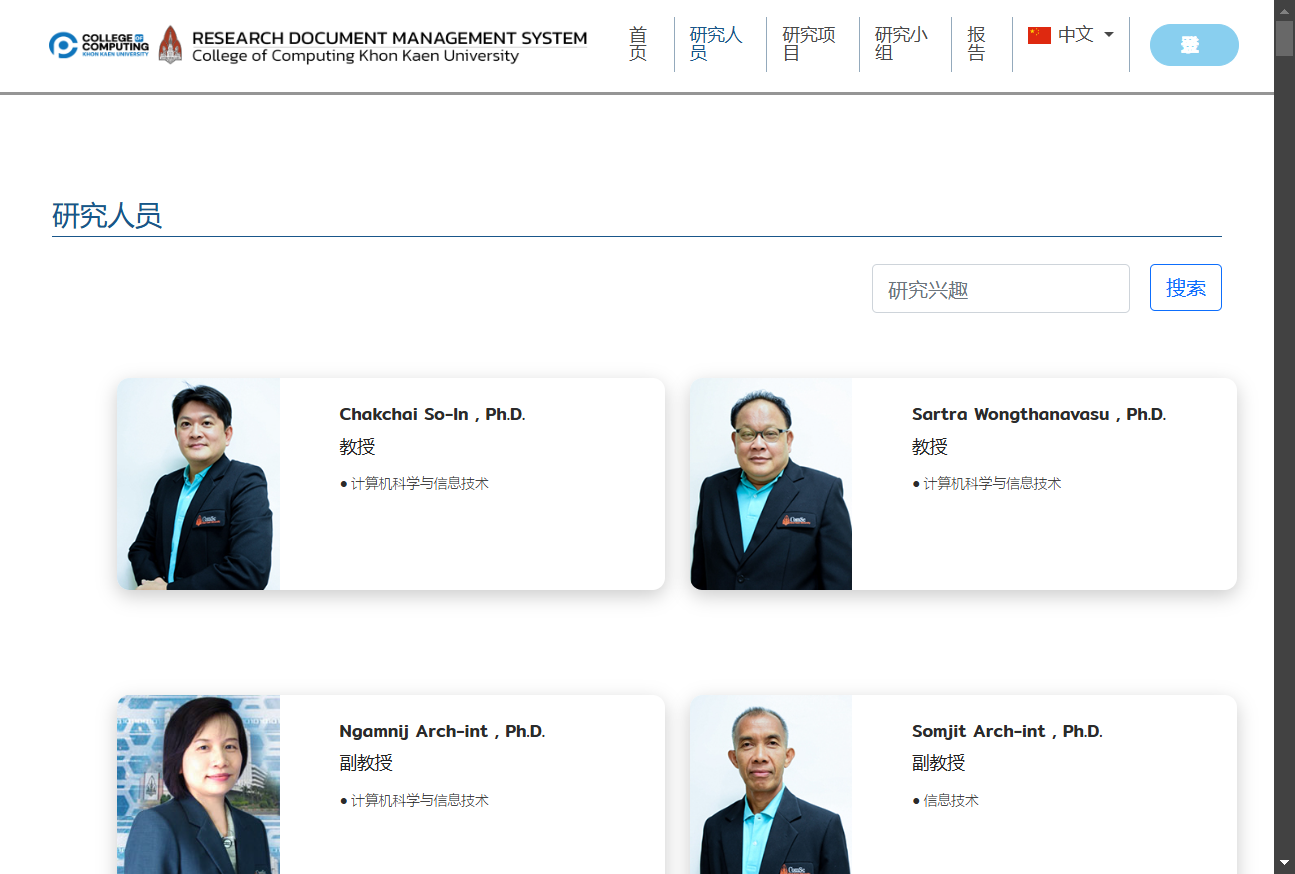 COLLEGE OF
COMPUTING
KHON KAEN UNIVERSITY
RESEARCH DOCUMENT MANAGEMENT SYSTEM
College of Computing Khon Kaen University
首页
研究人员
研究项目
研究小组
报告
中文
研究人员
研究兴趣
搜索
Chakchai So-In , Ph.D.
教授
● 计算机科学与信息技术
Sartra Wongthanavasu , Ph.D.
教授
● 计算机科学与信息技术
Ngamnij Arch-int , Ph.D.
副教授
● 计算机科学与信息技术
Somjit Arch-int , Ph.D.
副教授
● 信息技术